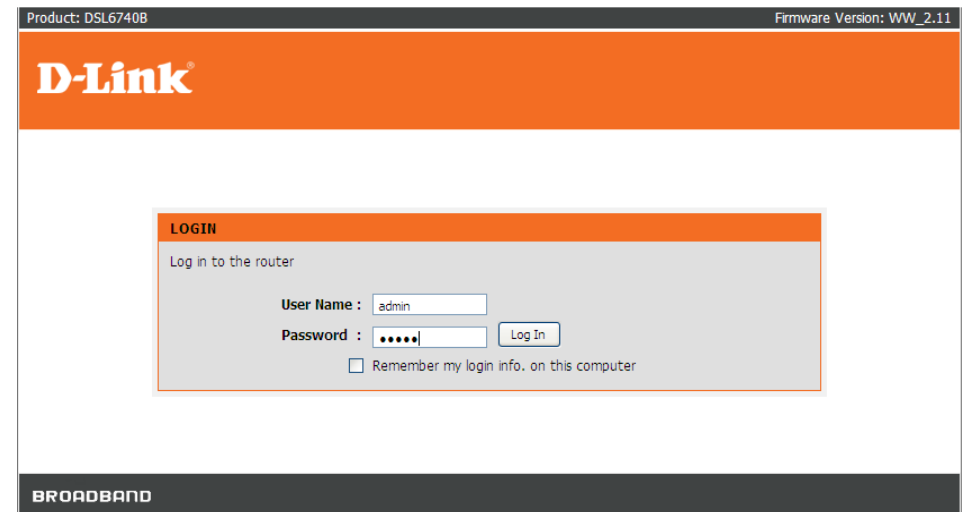 Product: DSL6740B Firmware Version: WW_2.11
D-Link®
LOGIN
Log in to the router
User Name : admin
Password : ••••• Log In
Remember my login info. on this computer
BROADBAND